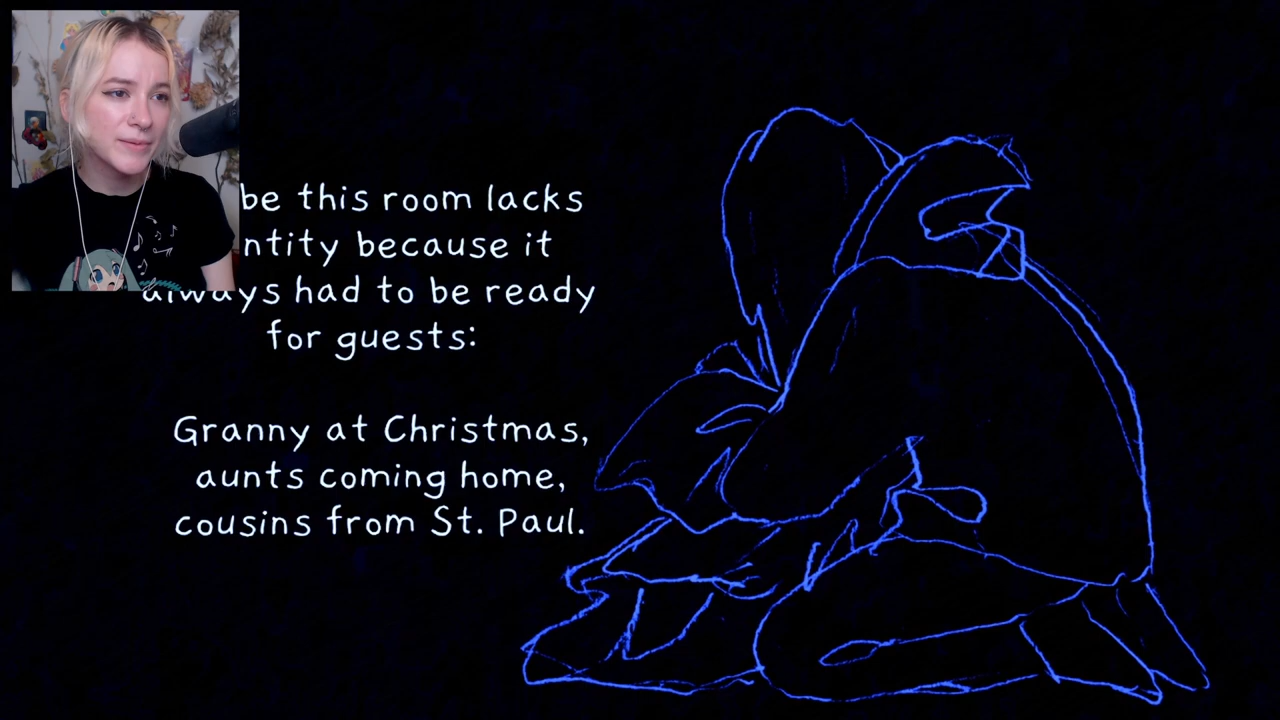 be this room lacks
ntity because it
always had to be ready
for guests:
Granny at Christmas,
aunts coming home,
cousins from St. Paul.